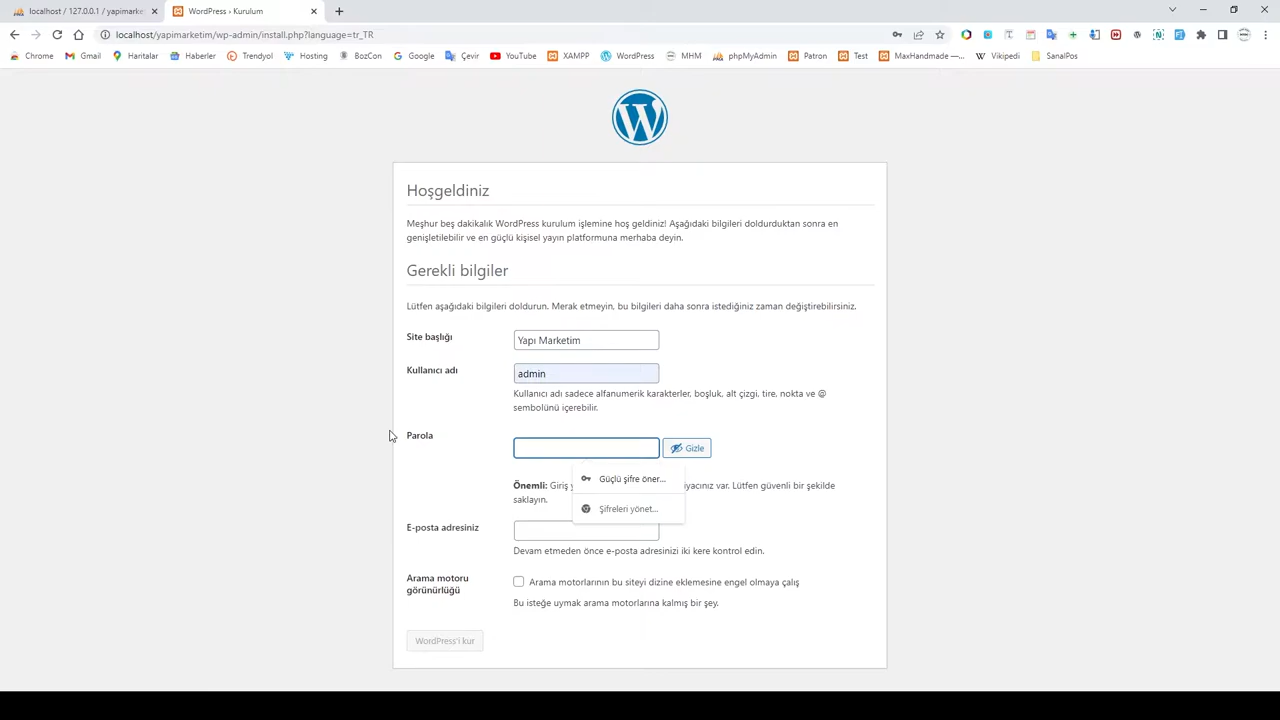 localhost / 127.0.0.1 / yapimarket
WordPress › Kurulum
localhost/yapimarketim/wp-admin/install.php?language=tr_TR
Chrome Gmail Haritalar Haberler Trendyol Hosting BozCon Google Çevir YouTube XAMPP WordPress MHM phpMyAdmin Patron Test MaxHandmade —... Vikipedi SanalPos
Hoşgeldiniz
Meşhur beş dakikalık WordPress kurulum işlemine hoş geldiniz! Aşağıdaki bilgileri doldurduktan sonra en
genişletilebilir ve en güçlü kişisel yayın platformuna merhaba deyin.
Gerekli bilgiler
Lütfen aşağıdaki bilgileri doldurun. Merak etmeyin, bu bilgileri daha sonra istediğiniz zaman değiştirebilirsiniz.
Site başlığı
Yapı Marketim
Kullanıcı adı
admin
Kullanıcı adı sadece alfanumerik karakterler, boşluk, alt çizgi, tire, nokta ve @
sembolünü içerebilir.
Parola
Gizle
Güçlü şifre öner...
Önemli: Giriş y
iyacınız var. Lütfen güvenli bir şekilde
saklayın.
Şifreleri yönet...
E-posta adresiniz
Devam etmeden önce e-posta adresinizi iki kere kontrol edin.
Arama motoru
görünürlüğü
Arama motorlarının bu siteyi dizine eklemesine engel olmaya çalış
Bu isteğe uymak arama motorlarına kalmış bir şey.
WordPress'i kur